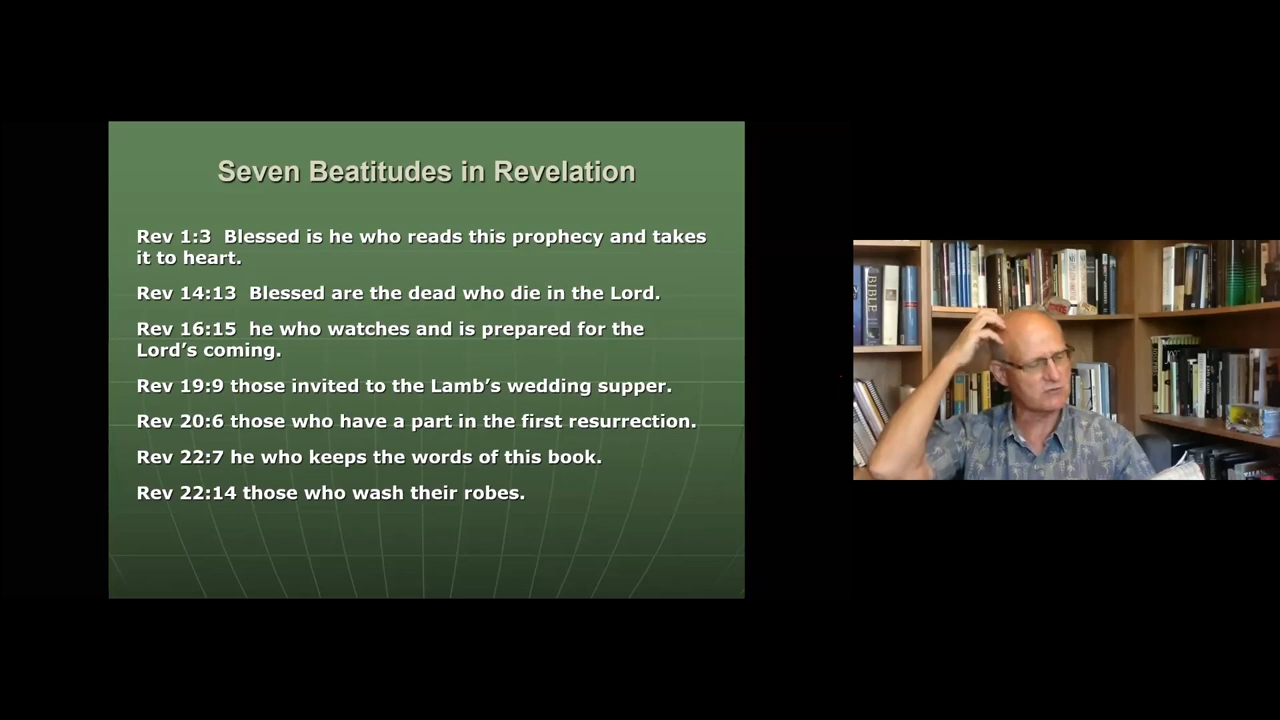 Seven Beatitudes in Revelation
Rev 1:3 Blessed is he who reads this prophecy and takes
it to heart.
Rev 14:13 Blessed are the dead who die in the Lord.
Rev 16:15 he who watches and is prepared for the
Lord's coming.
Rev 19:9 those invited to the Lamb's wedding supper.
Rev 20:6 those who have a part in the first resurrection.
Rev 22:7 he who keeps the words of this book.
Rev 22:14 those who wash their robes.
BIBLE